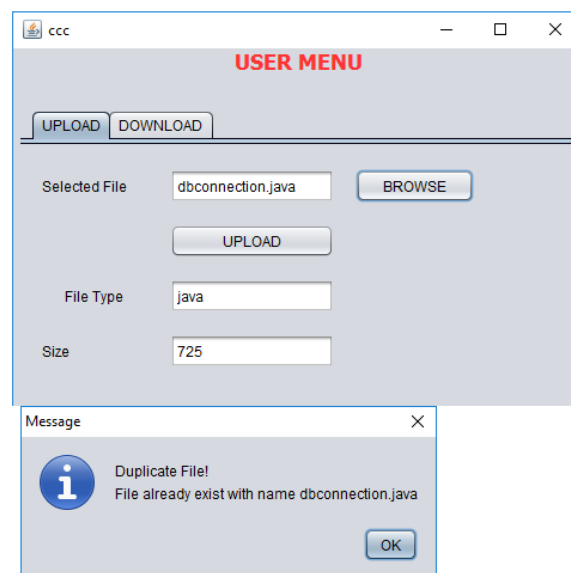 ccc
USER MENU
UPLOAD DOWNLOAD
Selected File dbconnection.java BROWSE
UPLOAD
File Type java
Size 725
Message
Duplicate File!
File already exist with name dbconnection.java
OK